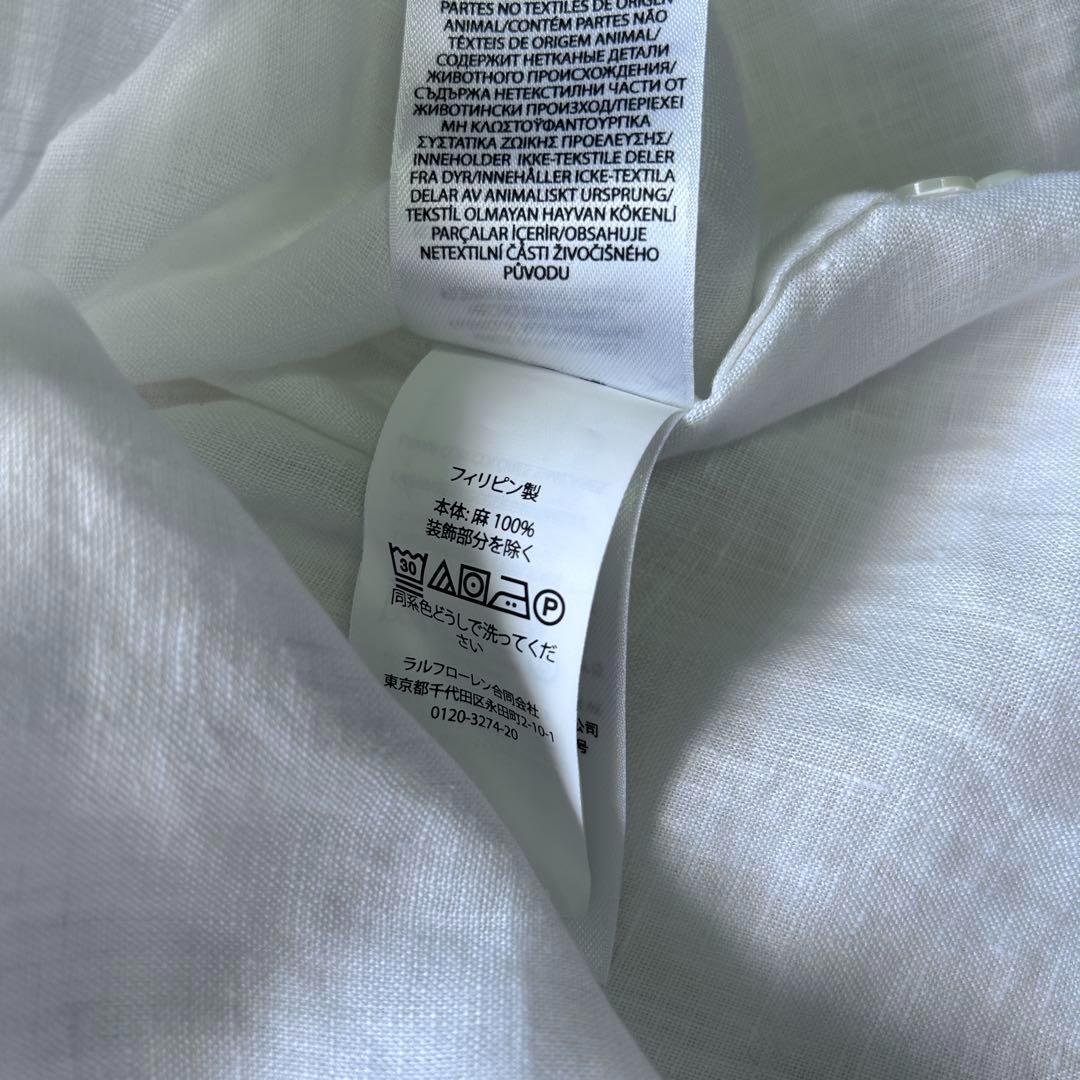 PARTES NO TEXTILES DE ORIGEN
ANIMAL/CONTÉM PARTES NÃO
TÊXTEIS DE ORIGEM ANIMAL/
СОДЕРЖИТ НЕТКАНЫЕ ДЕТАЛИ
ЖИВОТНОГО ПРОИСХОЖДЕНИЯ/
СЪДЪРЖА НЕТЕКСТИЛНИ ЧАСТИ ОТ
ЖИВОТИНСКИ ПРОИЗХОД/ΠΕΡΙΕΧΕΙ
ΜΗ ΚΛΩΣΤΟΫΦΑΝΤΟΥΡΓΙΚΑ
ΣΥΣΤΑΤΙΚΑ ΖΩΙΚΗΣ ΠΡΟΕΛΕΥΣΗΣ/
INNEHOLDER IKKE-TEKSTILE DELER
FRA DYR/INNEHÅLLER ICKE-TEXTILA
DELAR AV ANIMALISKT URSPRUNG/
TEKSTİL OLMAYAN HAYVAN KÖKENLİ
PARÇALAR İÇERİR/OBSAHUJE
NETEXTILNÍ ČÁSTI ŽIVOČIŠNÉHO
PŮVODU
フィリピン製
本体: 麻 100%
装飾部分を除く
30 P
同系色どうしで洗ってくだ
さい
ラルフローレン合同会社
東京都千代田区永田町2-10-1
0120-3274-20
公司
号